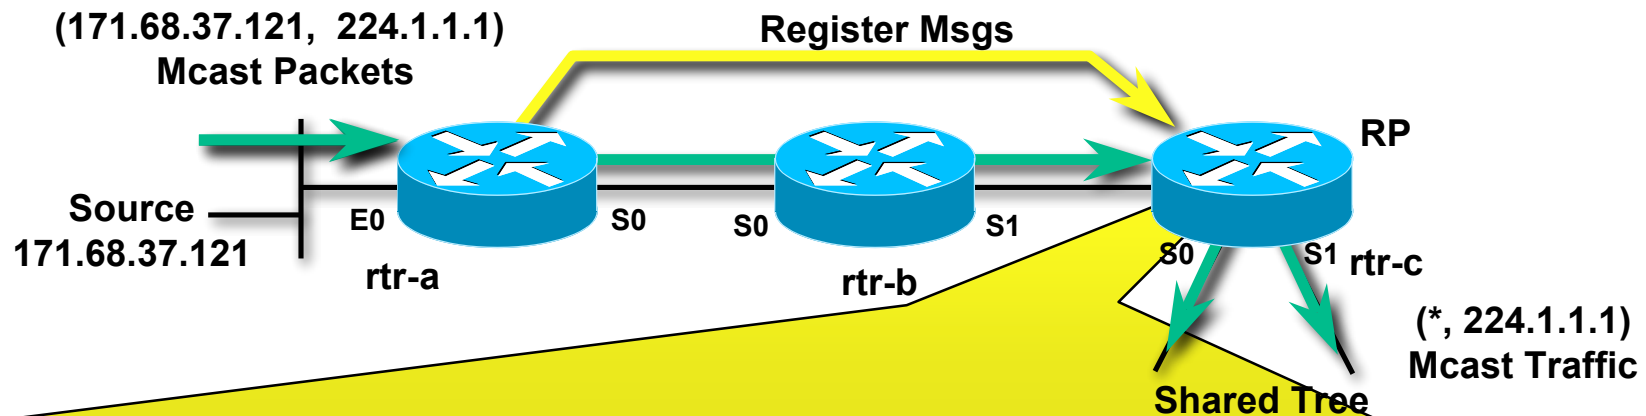 (171.68.37.121,  224.1.1.1)
Mcast Packets
Register Msgs
RP
Source
171.68.37.121
E0
S0
S0
S1
S0
S1
rtr-a
rtr-b
rtr-c
(*, 224.1.1.1)
Mcast Traffic
Shared Tree